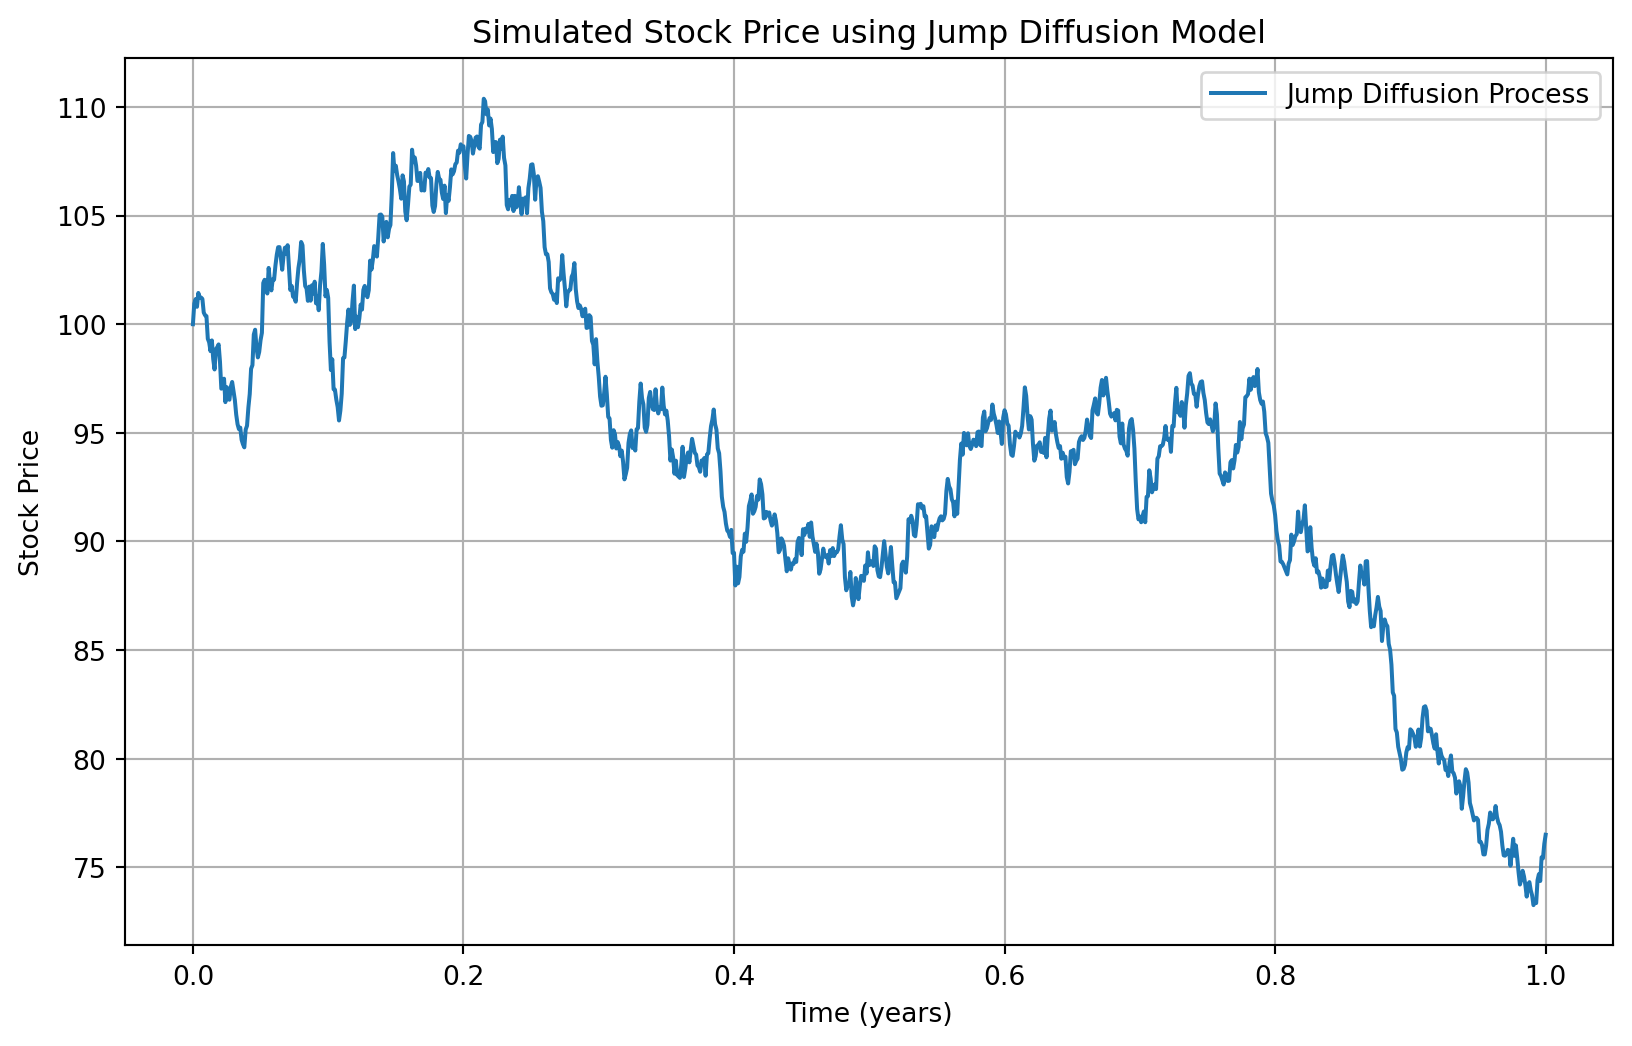 Simulated Stock Price using Jump Diffusion Model
Jump Diffusion Process
Stock Price
110
105
100
95
90
85
80
75
0.0 0.2 0.4 0.6 0.8 1.0
Time (years)